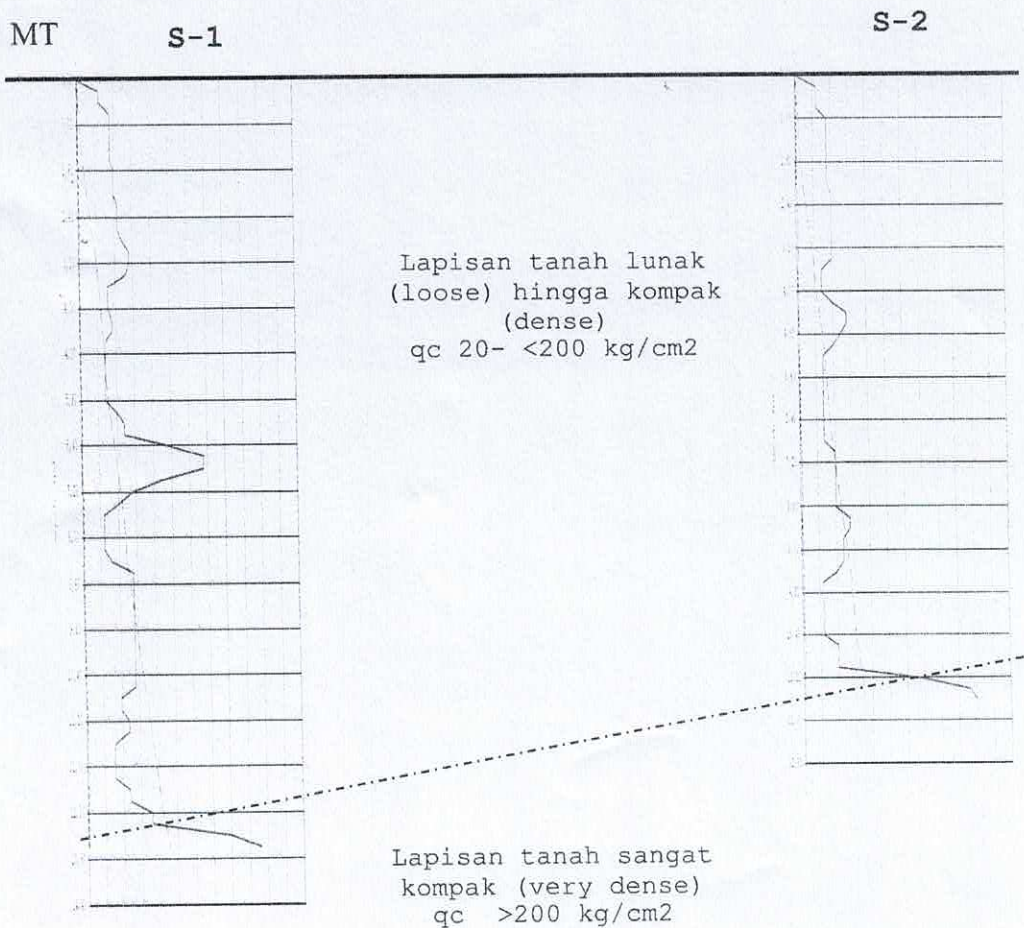 MT
S-1
S-2
Lapisan tanah lunak
(loose) hingga kompak
(dense)
qc 20- <200 kg/cm2
Lapisan tanah sangat
kompak (very dense)
qc >200 kg/cm2